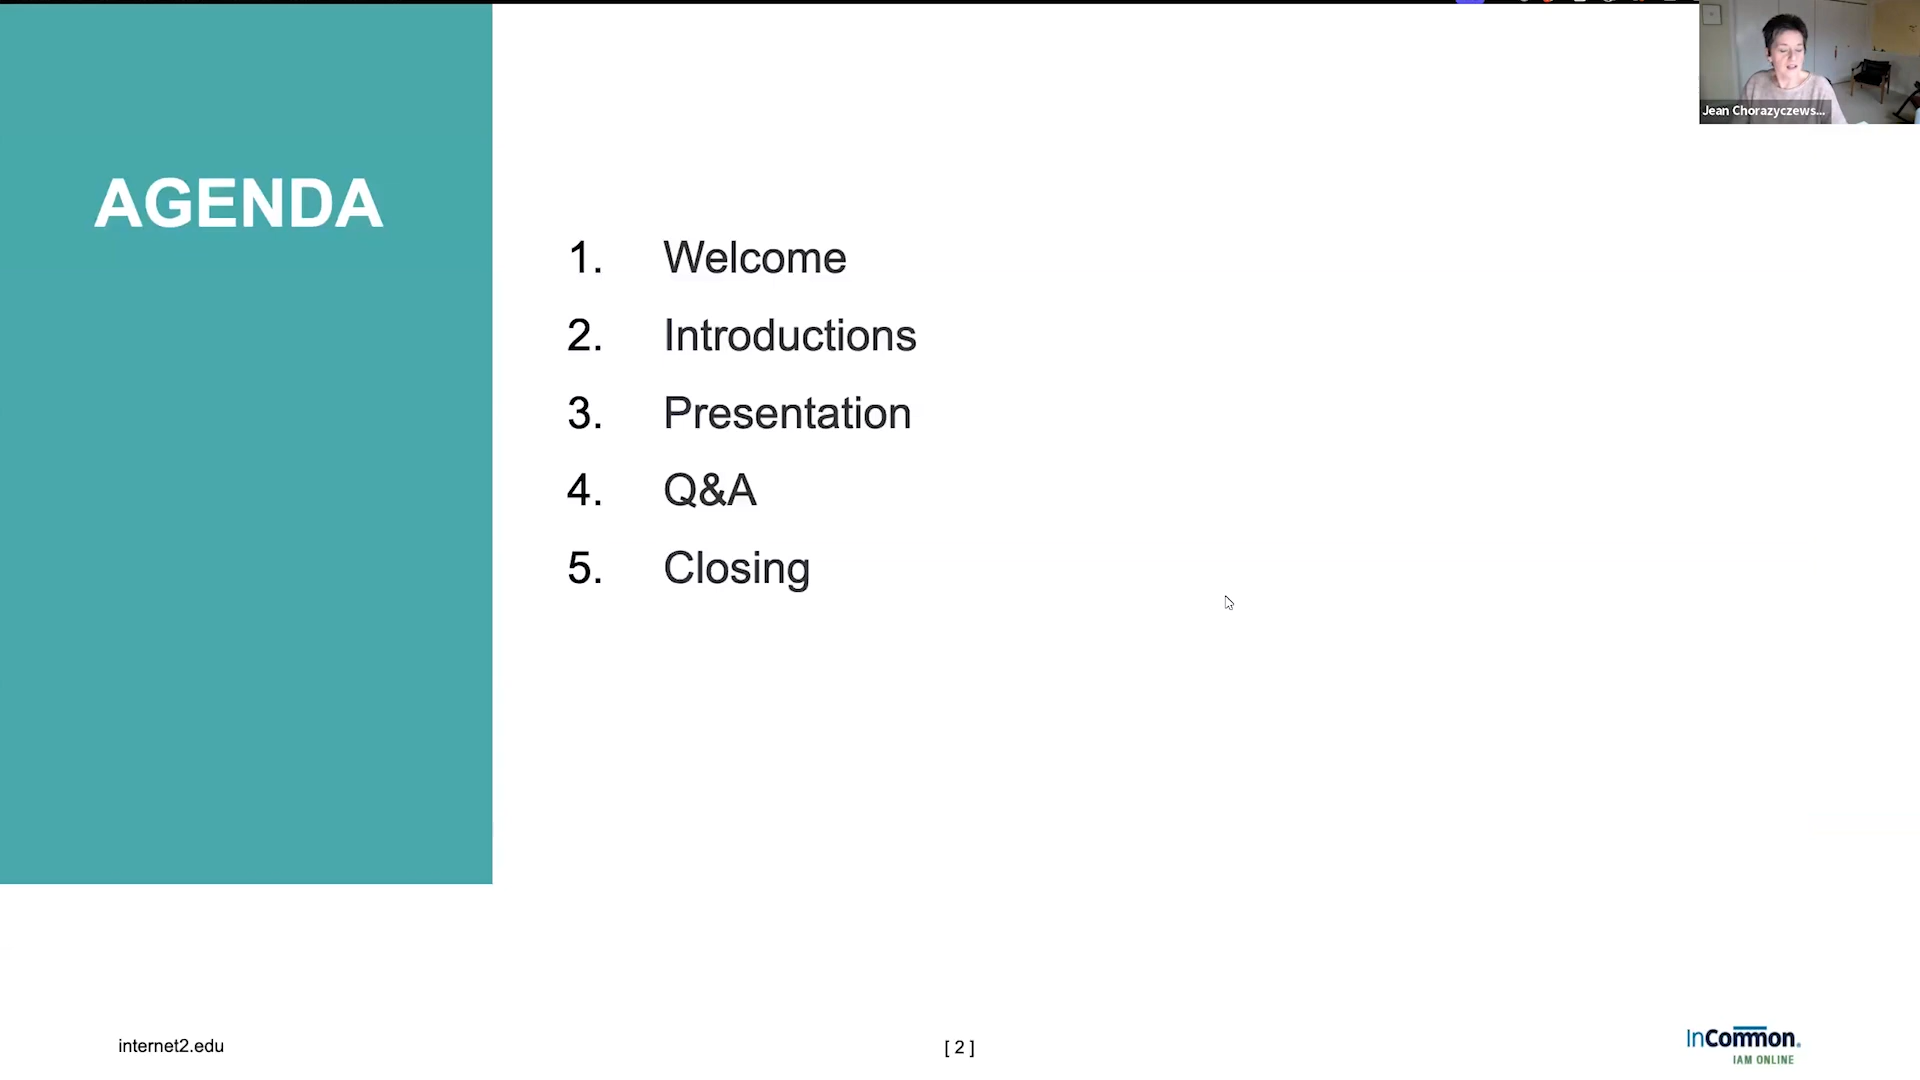 Jean Chorazyczews...
AGENDA
1. Welcome
2. Introductions
3. Presentation
4. Q&A
5. Closing
internet2.edu
[ 2 ]
InCommon®
IAM ONLINE